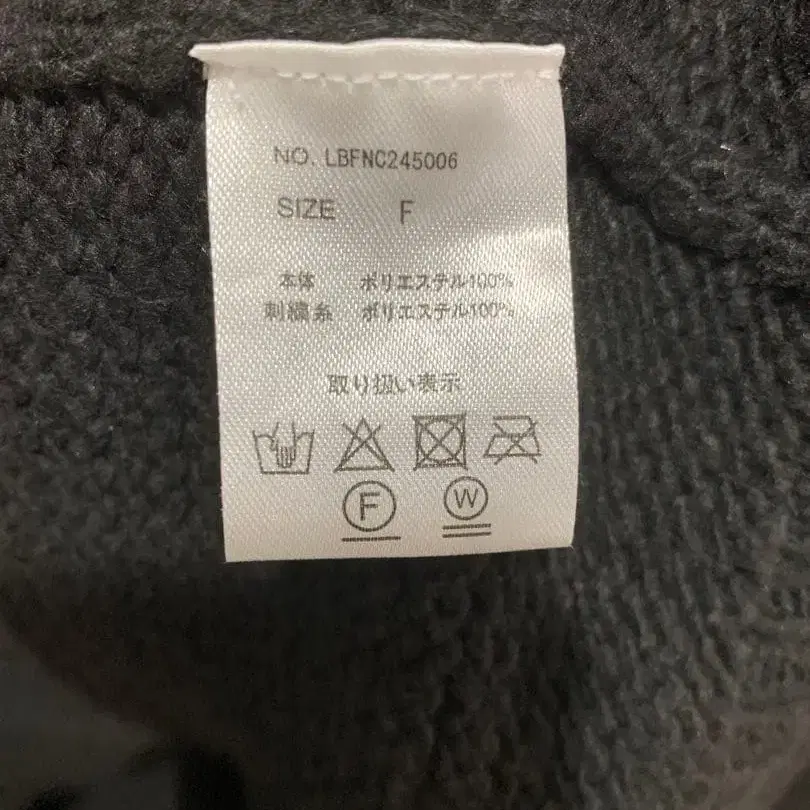 NO. LBFNC245006
SIZE F
本体 ポリエステル100%
刺繍糸 ポリエステル100%
取り扱い表示
F W